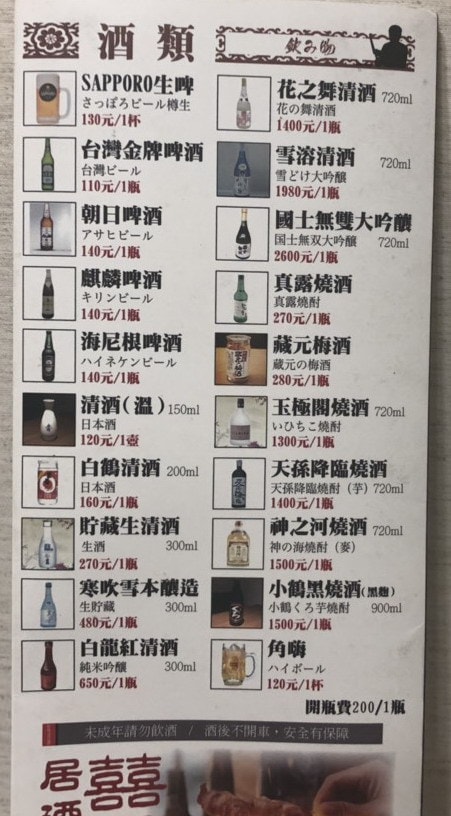 酒類
飲み物
SAPPORO生啤
さっぽろビール樽生
130元/1杯
台灣金牌啤酒
台灣ビール
110元/1瓶
朝日啤酒
アサヒビール
140元/1瓶
麒麟啤酒
キリンビール
140元/1瓶
海尼根啤酒
ハイネケンビール
140元/1瓶
清酒(溫) 150ml
日本酒
120元/1壺
白鶴清酒 200ml
日本酒
160元/1瓶
貯藏生清酒
生酒 300ml
270元/1瓶
寒吹雪本釀造
生貯蔵 300ml
480元/1瓶
白龍紅清酒
純米吟醸 300ml
650元/1瓶
花之舞清酒 720ml
花の舞清酒
1400元/1瓶
雪溶清酒 720ml
雪どけ大吟醸
1980元/1瓶
國士無雙大吟釀
国士無双大吟醸 720ml
2600元/1瓶
真露燒酒
真露焼酎
270元/1瓶
藏元梅酒
蔵元の梅酒
280元/1瓶
玉極閣燒酒 720ml
いひちこ焼酎
1300元/1瓶
天孫降臨燒酒
天孫降臨焼酎（芋）720ml
1400元/1瓶
神之河燒酒 720ml
神の海焼酎（麥）
1500元/1瓶
小鶴黑燒酒(黑麴)
小鶴くろ芋焼酎 900ml
1500元/1瓶
角嗨
ハイボール
120元/1杯
開瓶費200/1瓶
未成年請勿飲酒 / 酒後不開車，安全有保障
居酒
囍囍